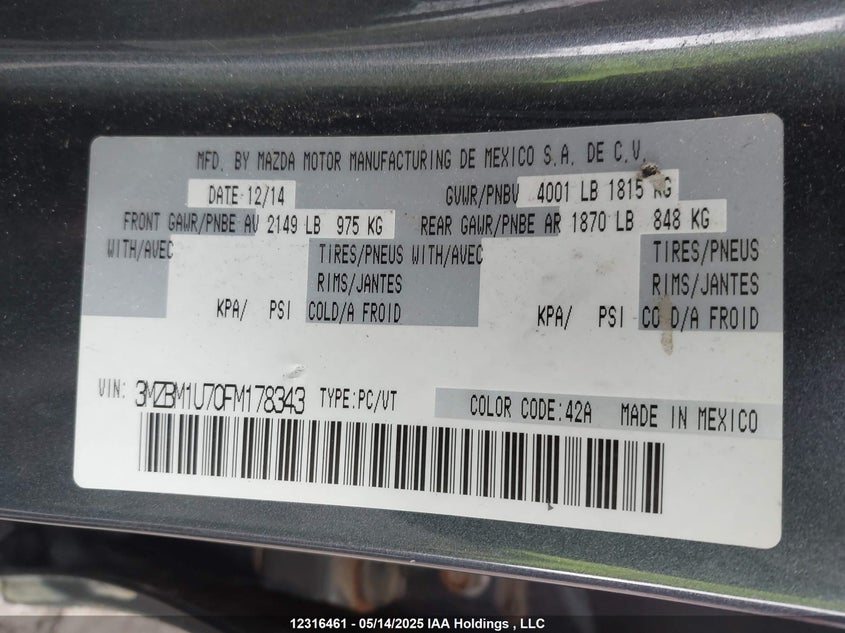 MFD. BY MAZDA MOTOR MANUFACTURING DE MEXICO S.A. DE C.V.
DATE 12/14 GVWR/PNBV 4001 LB 1815 KG
FRONT GAWR/PNBE AV 2149 LB 975 KG REAR GAWR/PNBE AR 1870 LB 848 KG
WITH/AVEC TIRES/PNEUS WITH/AVEC TIRES/PNEUS
RIMS/JANTES RIMS/JANTES
KPA/ PSI COLD/A FROID KPA/ PSI COLD/A FROID
VIN: 3MZBM1U70FM178343 TYPE:PC/VT COLOR CODE:42A MADE IN MEXICO
12316461 - 05/14/2025 IAA Holdings , LLC